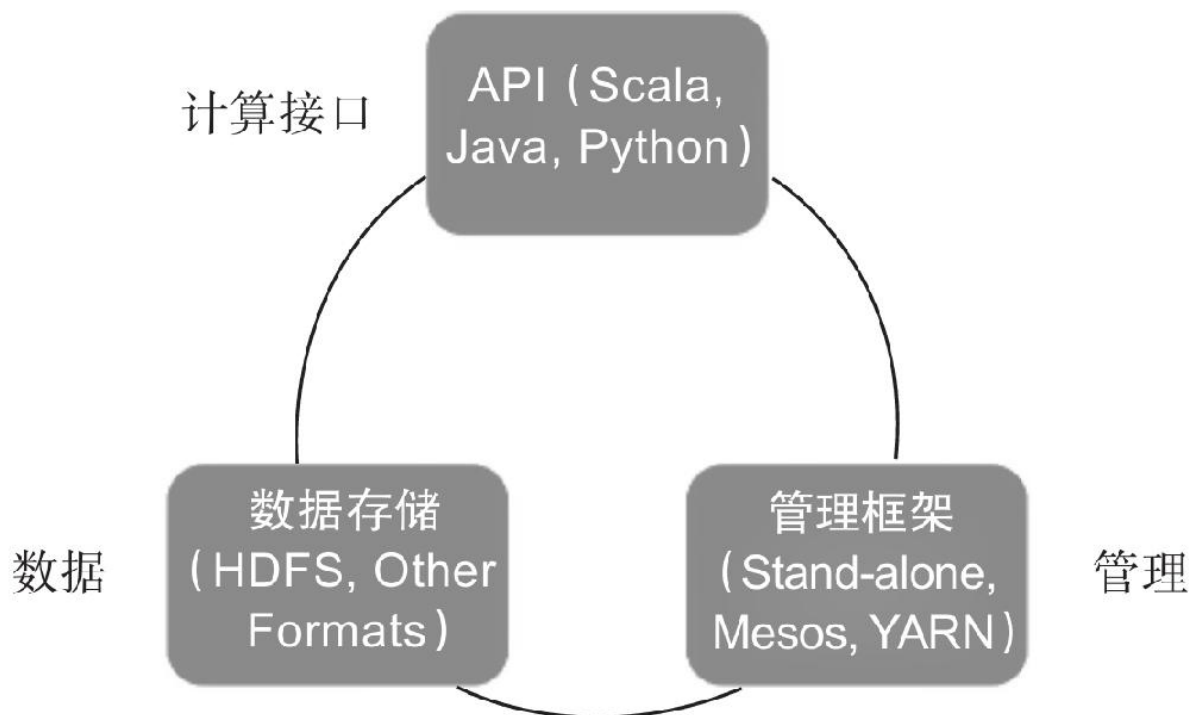 计算接口
API（Scala,
Java, Python）
数据
数据存储
（HDFS, Other
Formats）
管理框架
（Stand-alone,
Mesos, YARN）
管理